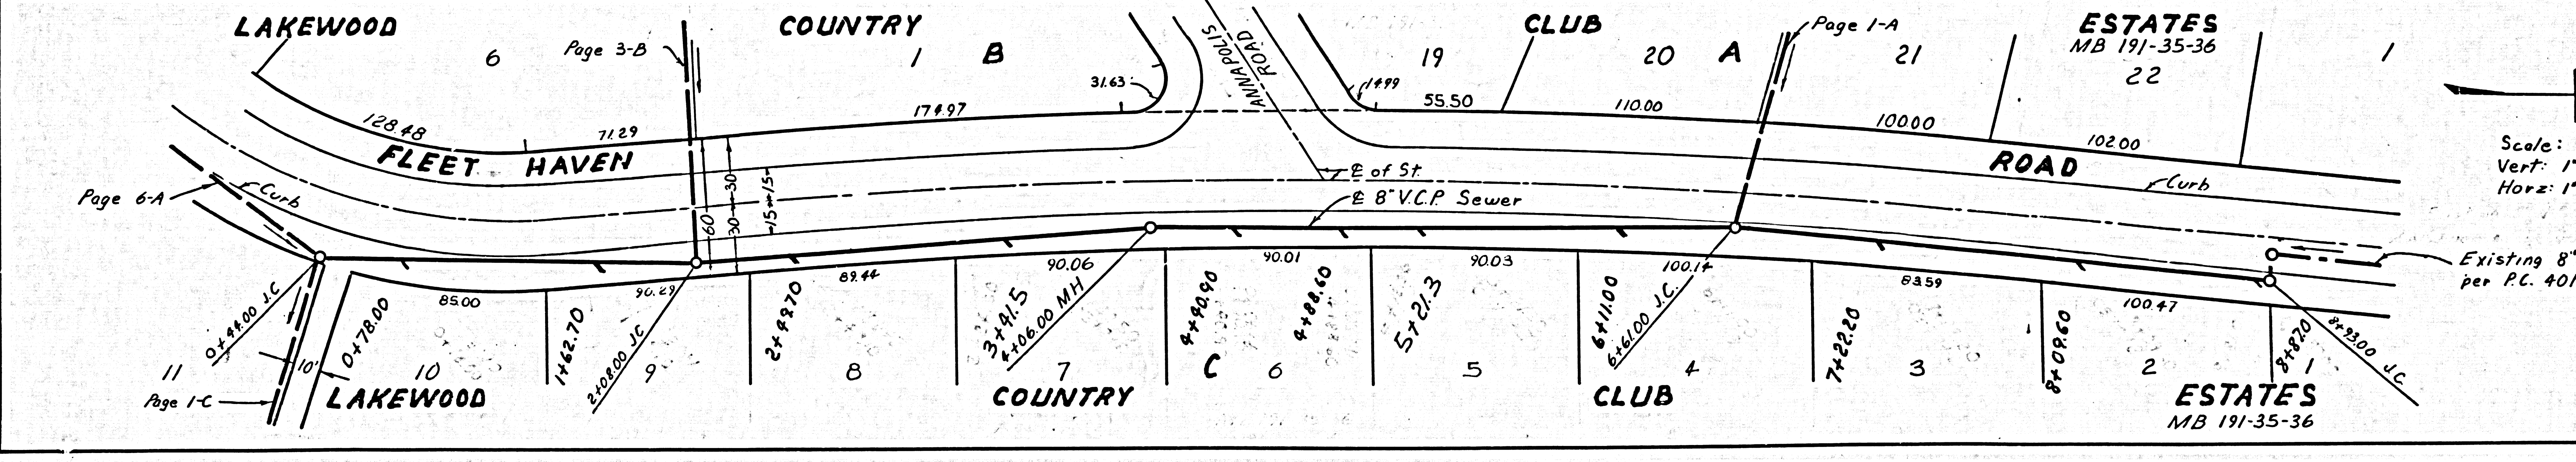 LAKEWOOD COUNTRY CLUB ESTATES
MB 191-35-36
6
Page 3-B
1
B
ANNAPOLIS
ROAD
19
20
A
Page 1-A
21
22
1
31.63
14.99
128.48
71.29
174.97
55.50
110.00
100.00
102.00
FLEET HAVEN ROAD
Scale:
Vert: 1"
Horz: 1"
Page 6-A
Curb
60
30
30
15
15
℄ of St.
℄ 8" V.C.P. Sewer
Curb
Existing 8"
per P.C. 401
85.00
90.29
89.44
90.06
90.01
90.03
100.14
83.59
100.47
0+44.00 J.C
0+78.00
1+62.70
2+08.00 JC
2+49.70
3+41.5
4+06.00 MH
4+40.90
4+88.60
5+21.3
6+11.00
6+61.00 J.C.
7+22.20
8+09.60
8+87.0
8+93.00 J.C.
11
10'
10
9
8
7
C
6
5
4
3
2
1
Page 1-C
LAKEWOOD COUNTRY CLUB ESTATES
MB 191-35-36